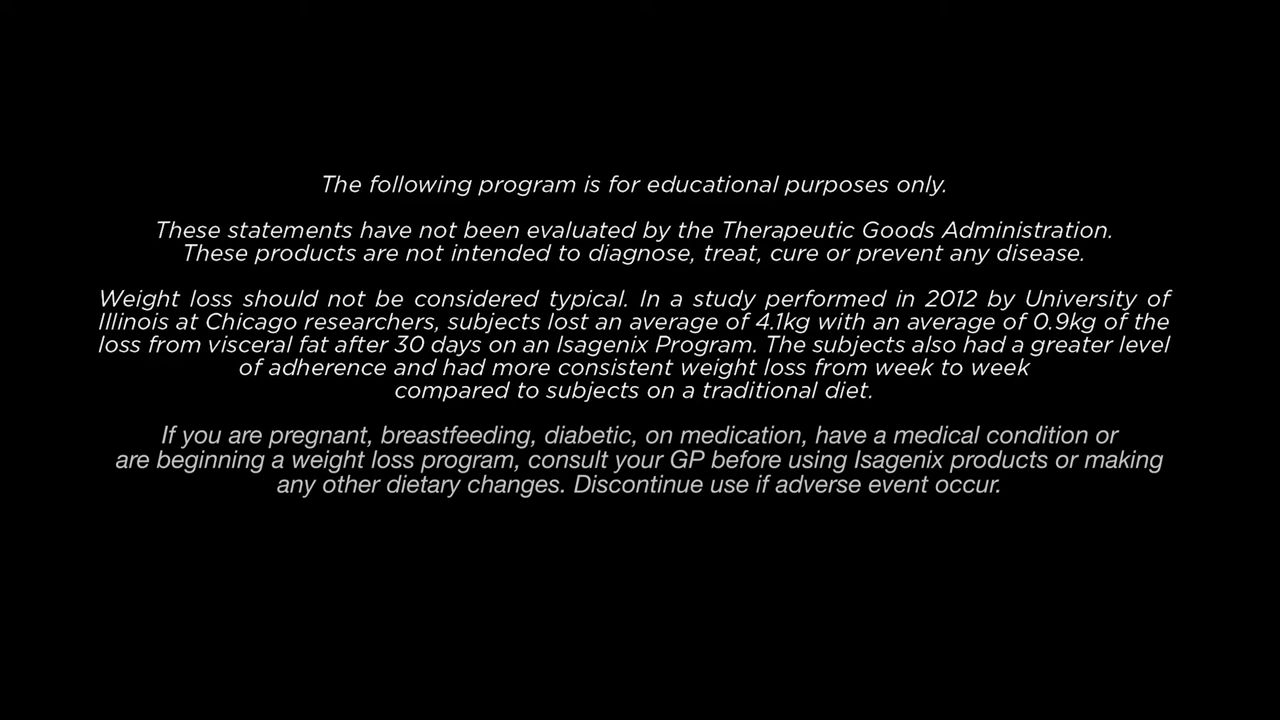 The following program is for educational purposes only.
These statements have not been evaluated by the Therapeutic Goods Administration.
These products are not intended to diagnose, treat, cure or prevent any disease.
Weight loss should not be considered typical. In a study performed in 2012 by University of
Illinois at Chicago researchers, subjects lost an average of 4.1kg with an average of 0.9kg of the
loss from visceral fat after 30 days on an Isagenix Program. The subjects also had a greater level
of adherence and had more consistent weight loss from week to week
compared to subjects on a traditional diet.
If you are pregnant, breastfeeding, diabetic, on medication, have a medical condition or
are beginning a weight loss program, consult your GP before using Isagenix products or making
any other dietary changes. Discontinue use if adverse event occur.